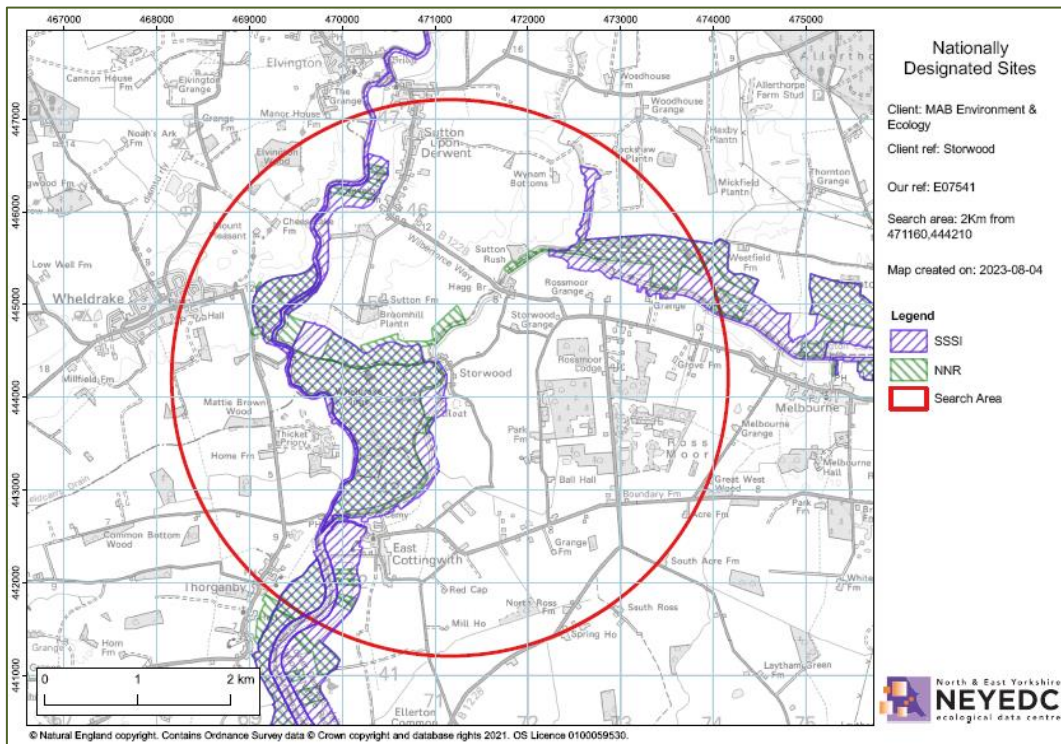 467000 468000 469000 470000 471000 472000 473000 474000 475000
447000
446000
445000
444000
443000
442000
441000
Cannon House Fm
Elvington Grange
Elvington
The Grange
Manor House Fm
Grange Fm
Noah's Ark
Elvington Wood
Sutton upon Derwent
Woodhouse Fm
Woodhouse Grange
Allerthorpe Farm Stud
Haxby Plantn
Wynam Bottoms
Mickfield Plantn
Thornton Grange
Mount Pleasant
Low Well Fm
Wheldrake
Hall
B 1228
Wilberforce Way
Sutton Rush
Hagg Br
Sutton Fm
Broomhill Plantn
Rossmoor Grange
Storwood Grange
Westfield Fm
Grange
Millfield Fm
Storwood
Rossmoor Lodge
Grove Fm
PH
Melbourne
Mattie Brown Wood
Thicket Priory
Home Fm
Park Fm
Ross Moor
Melbourne Grange
Melbourne Hall
Ball Hall
Boundary Fm
Great West Wood
Acre Fm
Park Fm
Common Bottom Wood
East Cottingwith
Grange Fm
South Acre Fm
Thorganby
Red Cap
North Ross Fm
South Ross
Mill Ho
Spring Ho
Horn Fm
Ellerton Common
B1228
Laytham Green Fm
0 1 2 km
Nationally
Designated Sites
Client: MAB Environment &
Ecology
Client ref: Storwood
Our ref: E07541
Search area: 2Km from
471160,444210
Map created on: 2023-08-04
Legend
SSSI
NNR
Search Area
North & East Yorkshire
NEYEDC
ecological data centre
© Natural England copyright. Contains Ordnance Survey data © Crown copyright and database rights 2021. OS Licence 0100059530.